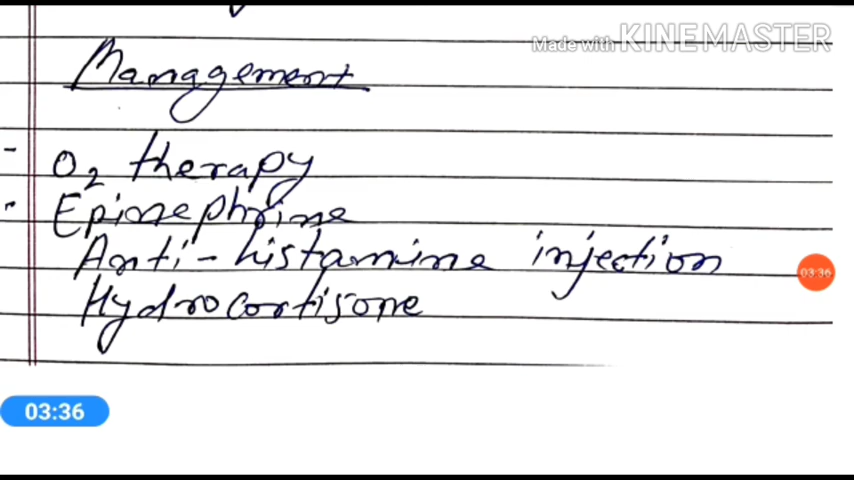 Made with KINEMASTER
Management
- O2 therapy
- Epinephrine
Anti-histamine injection
03:36
Hydrocortisone
03:36